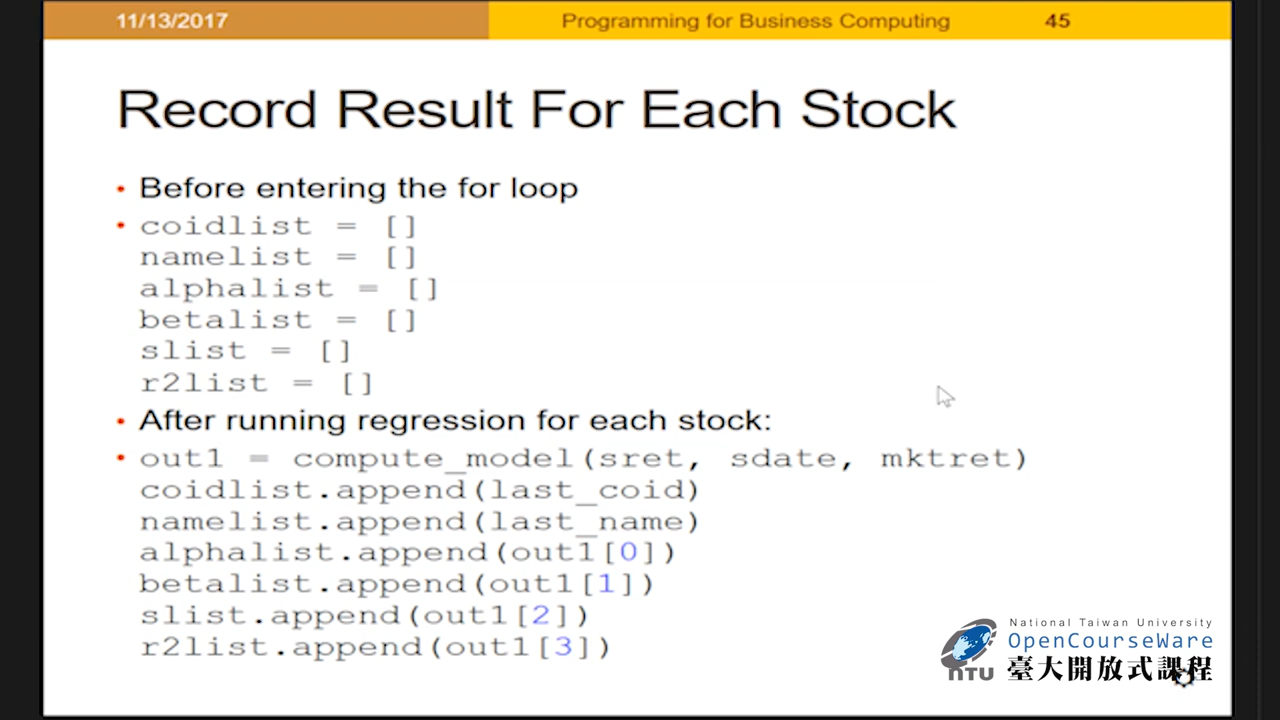 11/13/2017
Programming for Business Computing
45
Record Result For Each Stock
• Before entering the for loop
• coidlist = []
namelist = []
alphalist = []
betalist = []
slist = []
r2list = []
• After running regression for each stock:
• out1 = compute_model(sret, sdate, mktret)
coidlist.append(last_coid)
namelist.append(last_name)
alphalist.append(out1[0])
betalist.append(out1[1])
slist.append(out1[2])
r2list.append(out1[3])
National Taiwan University
OpenCourseWare
臺大開放式課程
NTU